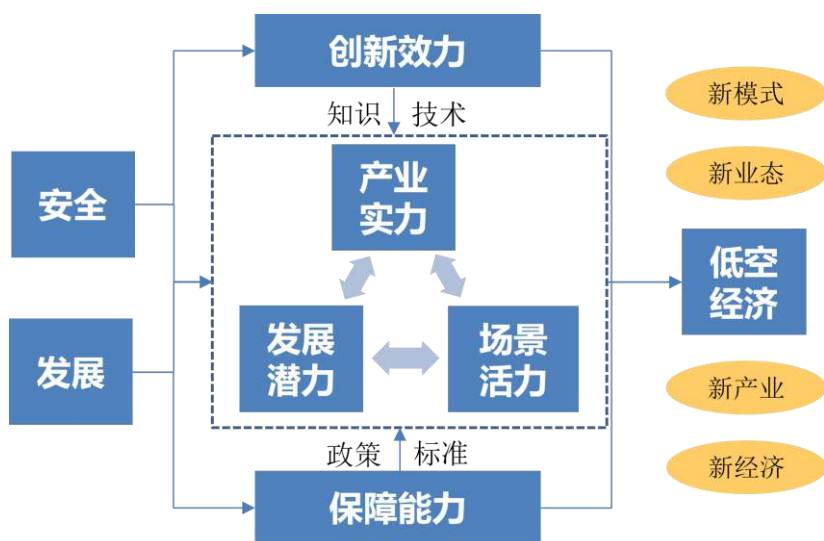 创新效力
知识 技术
新模式
新业态
安全
产业
实力
低空
经济
发展
发展
潜力
场景
活力
新产业
政策 标准
新经济
保障能力